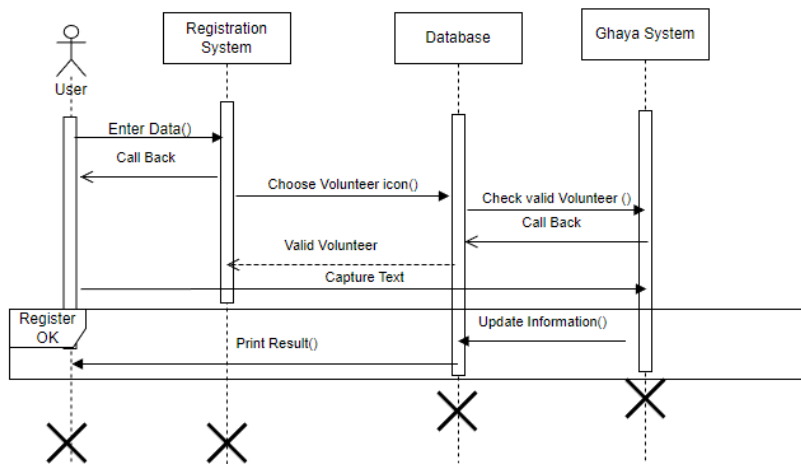 Registration
System
Database
Ghaya System
User
Enter Data()
Call Back
Choose Volunteer icon()
Check valid Volunteer ()
Call Back
Valid Volunteer
Capture Text
Register
OK
Update Information()
Print Result()